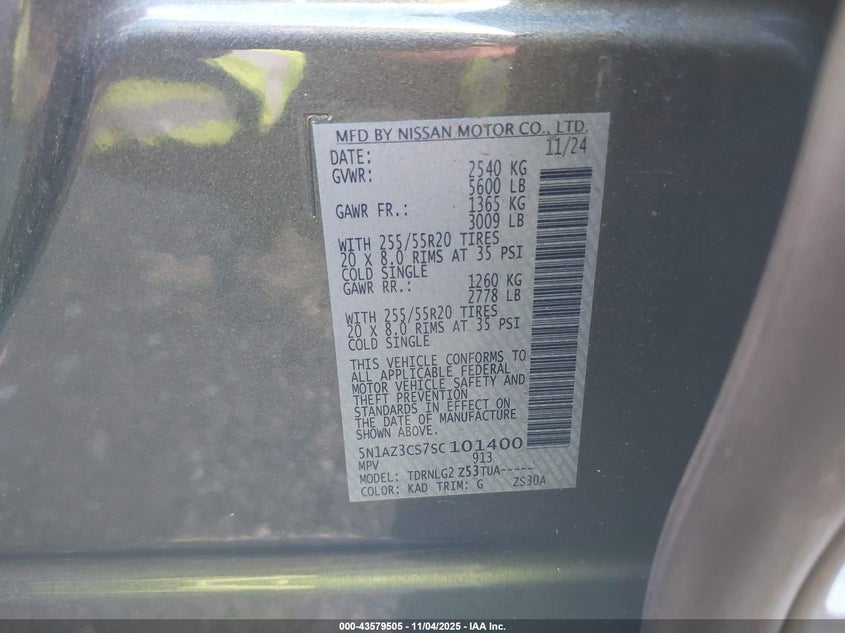 MFD BY NISSAN MOTOR CO., LTD.
DATE: 11/24
GVWR: 2540 KG
5600 LB
GAWR FR.: 1365 KG
3009 LB
WITH 255/55R20 TIRES
20 X 8.0 RIMS AT 35 PSI
COLD SINGLE
GAWR RR.: 1260 KG
2778 LB
WITH 255/55R20 TIRES
20 X 8.0 RIMS AT 35 PSI
COLD SINGLE
THIS VEHICLE CONFORMS TO
ALL APPLICABLE FEDERAL
MOTOR VEHICLE SAFETY AND
THEFT PREVENTION
STANDARDS IN EFFECT ON
THE DATE OF MANUFACTURE
SHOWN ABOVE.
5N1AZ3CS7SC101400
MPV 913
MODEL: TDRNLG2 Z53TUA-----
COLOR: KAD TRIM: G ZS30A
000-43579505 - 11/04/2025 - IAA Inc.